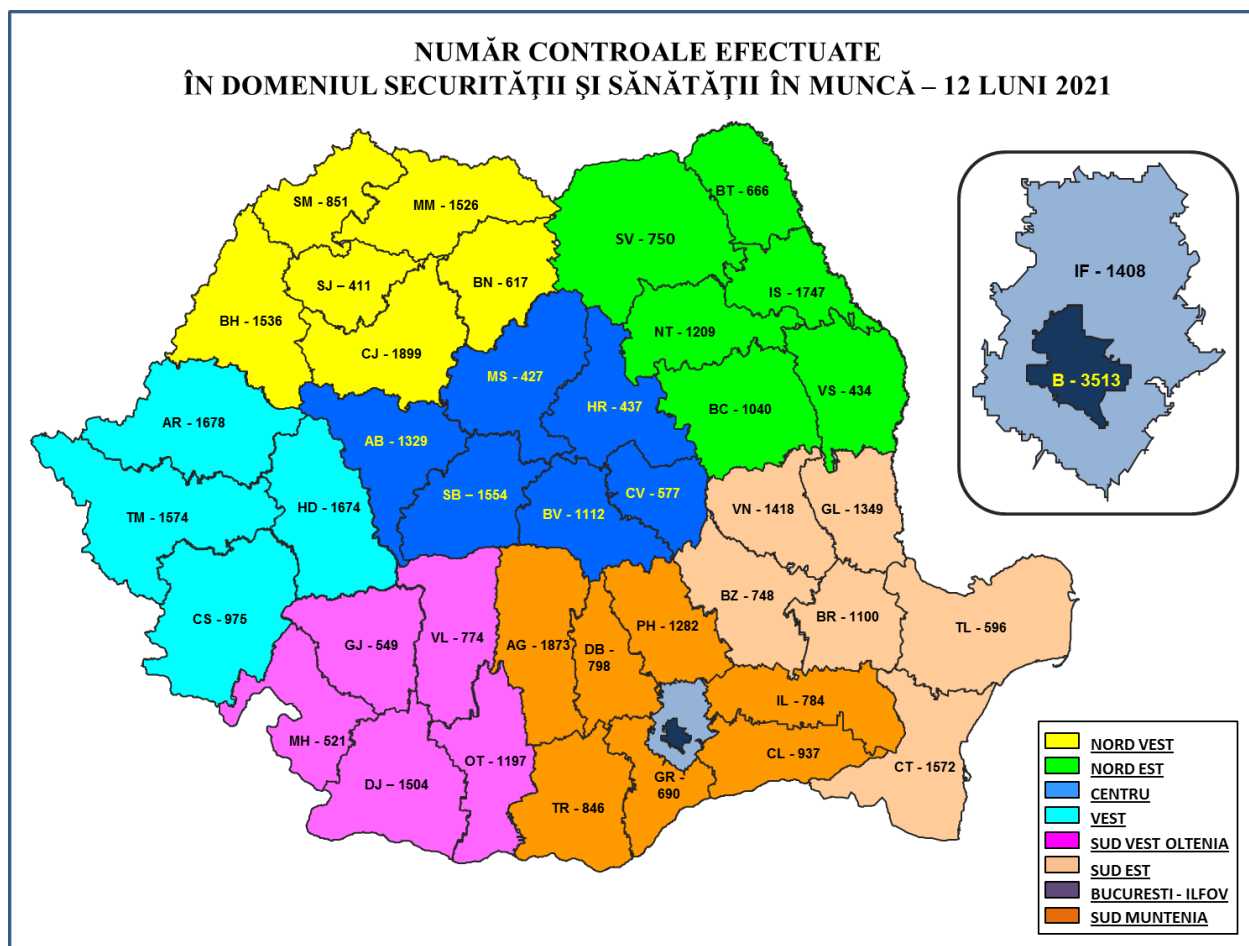 NUMĂR CONTROALE EFECTUATE
ÎN DOMENIUL SECURITĂŢII ŞI SĂNĂTĂŢII ÎN MUNCĂ – 12 LUNI 2021
SM - 851
MM - 1526
BT - 666
SV - 750
IF - 1408
SJ – 411
BN - 617
IS - 1747
BH - 1536
NT - 1209
CJ - 1899
MS - 427
B - 3513
VS - 434
HR - 437
BC - 1040
AR - 1678
AB - 1329
SB – 1554
CV - 577
HD - 1674
BV - 1112
VN - 1418
GL - 1349
TM - 1574
BZ - 748
BR - 1100
TL - 596
CS - 975
GJ - 549
VL - 774
AG - 1873
DB -
798
PH - 1282
IL - 784
MH - 521
OT - 1197
CL - 937
CT - 1572
DJ – 1504
GR -
690
TR - 846
NORD VEST
NORD EST
CENTRU
VEST
SUD VEST OLTENIA
SUD EST
BUCURESTI - ILFOV
SUD MUNTENIA